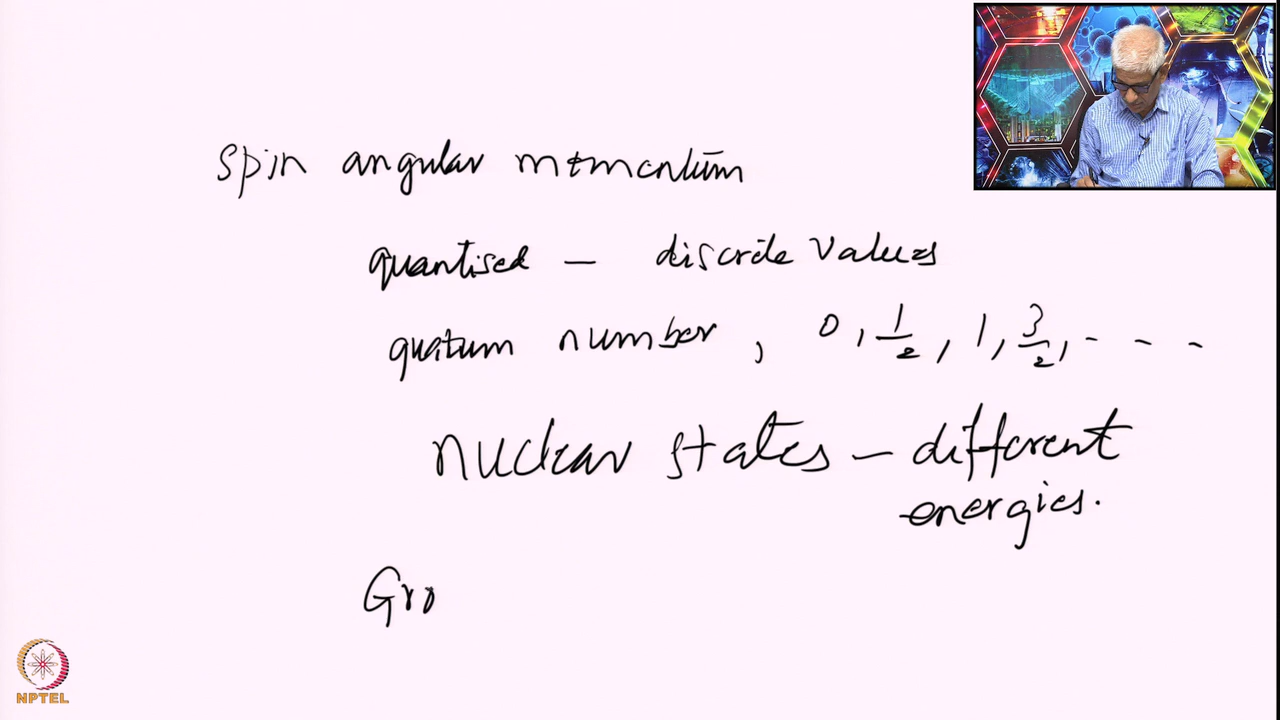 spin angular momentum
quantised — discrete values
quatum number , 0, 1/2, 1, 3/2, - - - -
nuclear states — different
energies.
Gro
NPTEL